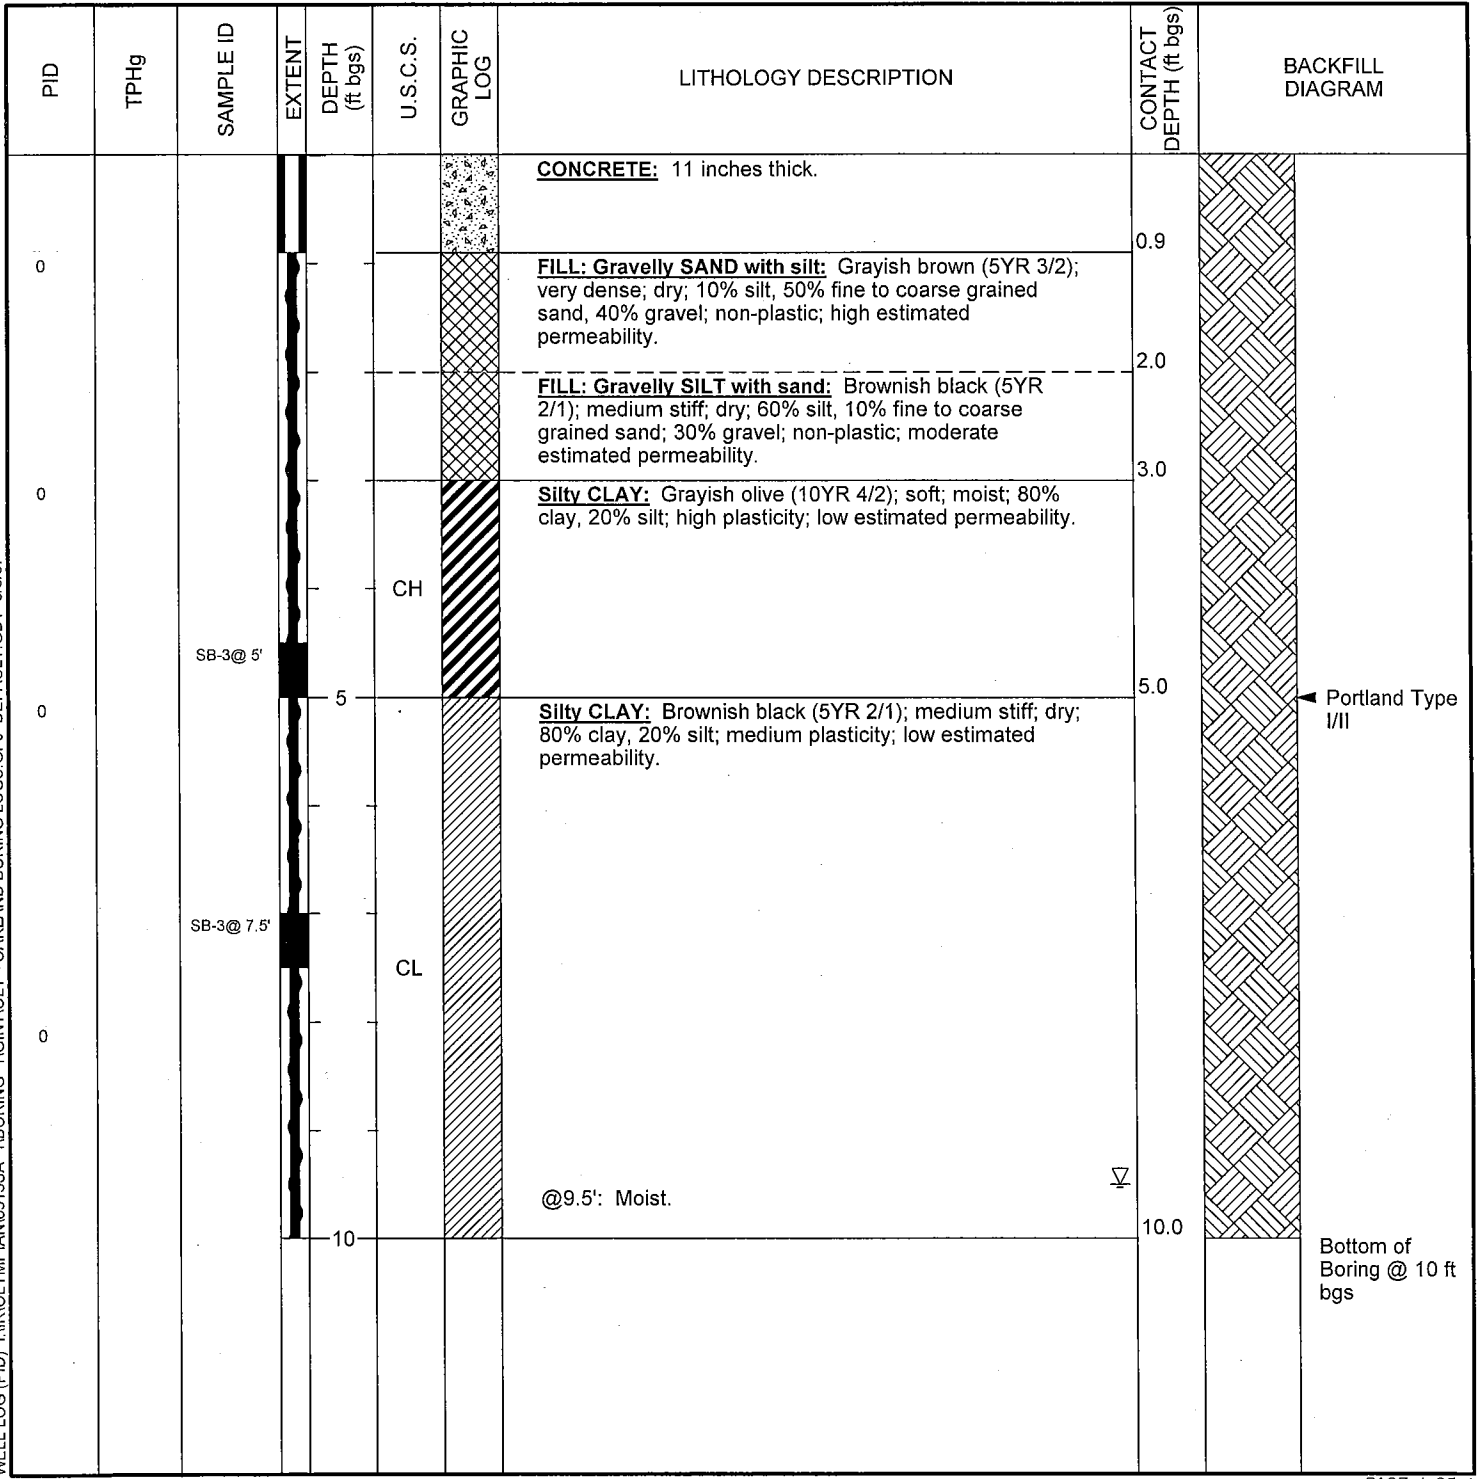 PID
TPHg
SAMPLE ID
EXTENT
DEPTH
(ft bgs)
U.S.C.S.
GRAPHIC
LOG
LITHOLOGY DESCRIPTION
CONTACT
DEPTH (ft bgs)
BACKFILL
DIAGRAM
CONCRETE: 11 inches thick.
0.9
0
FILL: Gravelly SAND with silt: Grayish brown (5YR 3/2);
very dense; dry; 10% silt, 50% fine to coarse grained
sand, 40% gravel; non-plastic; high estimated
permeability.
2.0
FILL: Gravelly SILT with sand: Brownish black (5YR
2/1); medium stiff; dry; 60% silt, 10% fine to coarse
grained sand; 30% gravel; non-plastic; moderate
estimated permeability.
3.0
0
Silty CLAY: Grayish olive (10YR 4/2); soft; moist; 80%
clay, 20% silt; high plasticity; low estimated permeability.
CH
SB-3@ 5'
5
5.0
Portland Type
I/II
0
Silty CLAY: Brownish black (5YR 2/1); medium stiff; dry;
80% clay, 20% silt; medium plasticity; low estimated
permeability.
SB-3@ 7.5'
CL
0
@9.5': Moist.
10
10.0
Bottom of
Boring @ 10 ft
bgs
WELL LOG (PID)